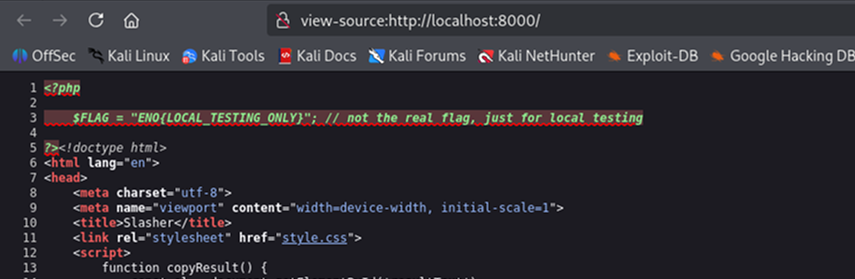 view-source:http://localhost:8000/
OffSec Kali Linux Kali Tools Kali Docs Kali Forums Kali NetHunter Exploit-DB Google Hacking DB
1 <?php
2
3 $FLAG = "ENO{LOCAL_TESTING_ONLY}"; // not the real flag, just for local testing
4
5 ?><!doctype html>
6 <html lang="en">
7 <head>
8 <meta charset="utf-8">
9 <meta name="viewport" content="width=device-width, initial-scale=1">
10 <title>Slasher</title>
11 <link rel="stylesheet" href="style.css">
12 <script>
13 function copyResult() {